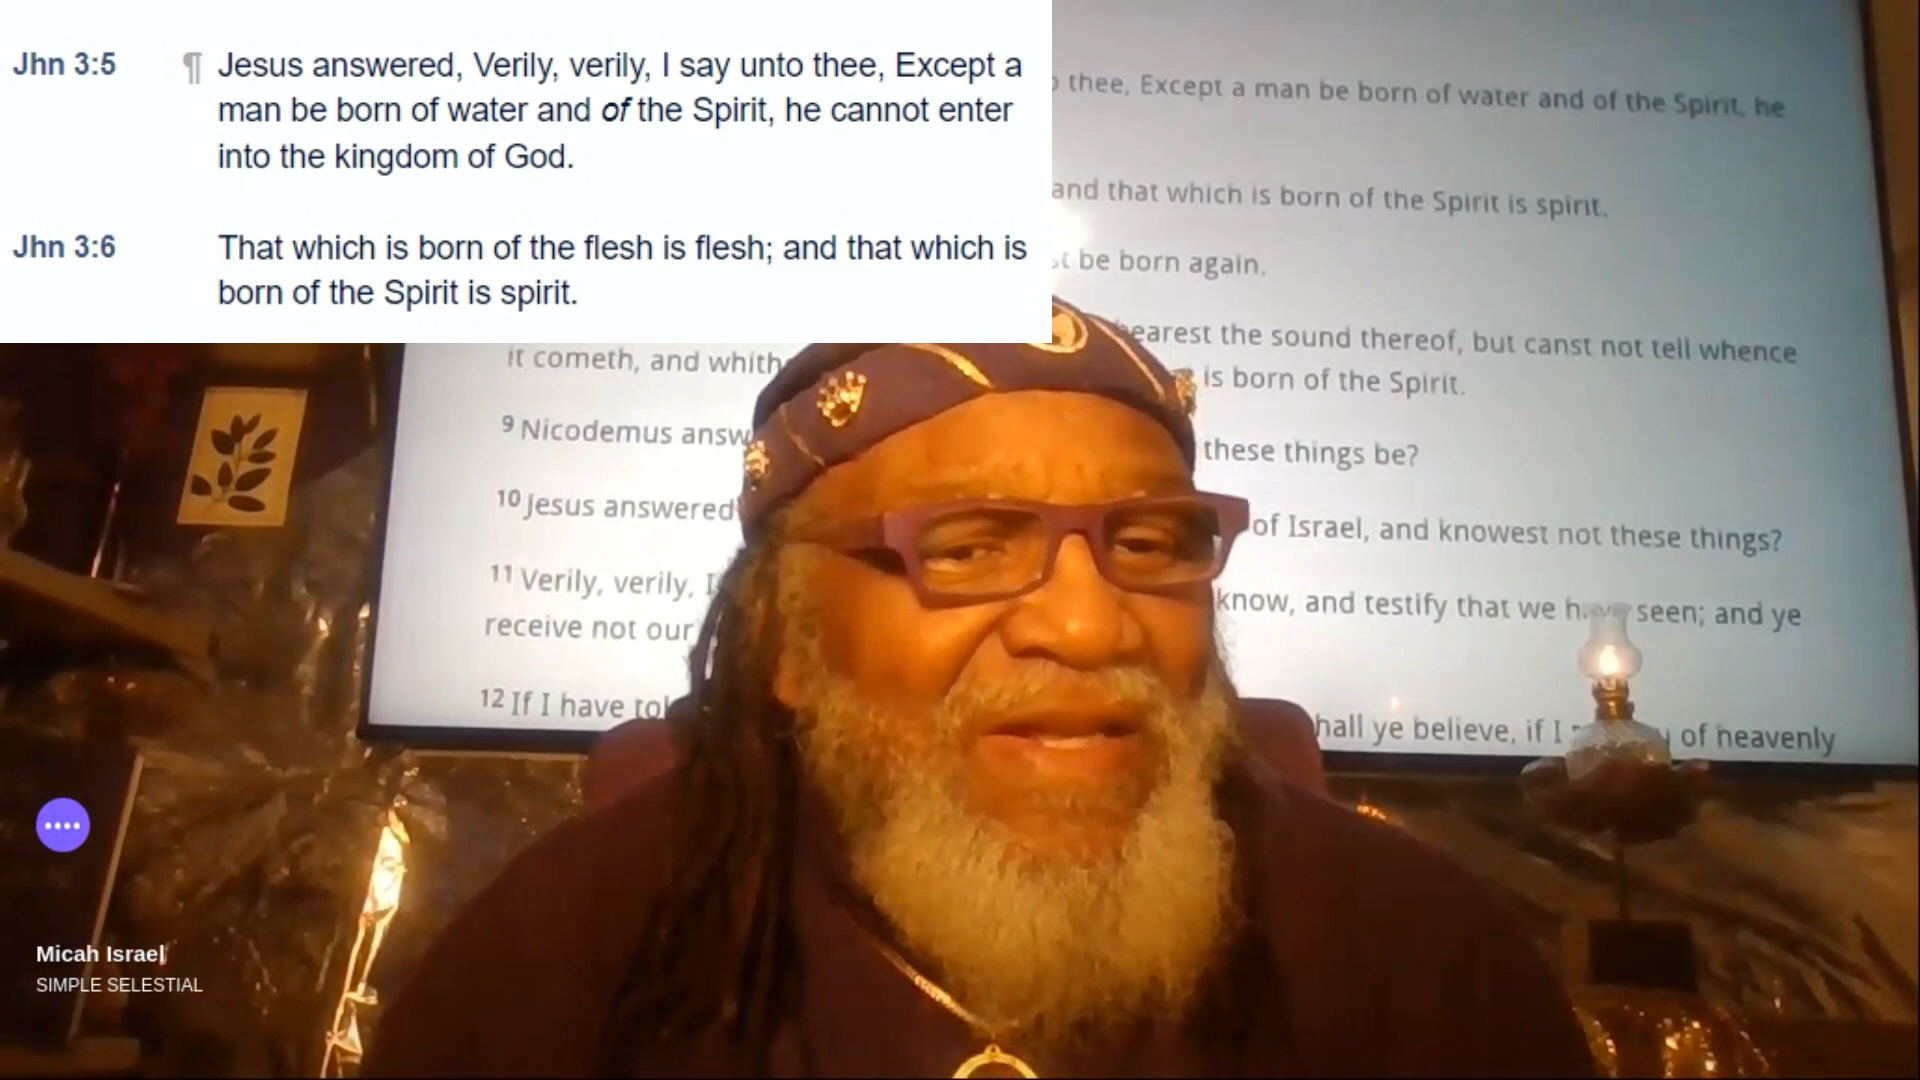 Jhn 3:5 ¶ Jesus answered, Verily, verily, I say unto thee, Except a
man be born of water and of the Spirit, he cannot enter
into the kingdom of God.
Jhn 3:6 That which is born of the flesh is flesh; and that which is
born of the Spirit is spirit.
thee, Except a man be born of water and of the Spirit, he
and that which is born of the Spirit is spirit.
be born again.
hearest the sound thereof, but canst not tell whence
it cometh, and whith is born of the Spirit.
9 Nicodemus answ these things be?
10 Jesus answered of Israel, and knowest not these things?
11 Verily, verily, I know, and testify that we have seen; and ye
receive not our
12 If I have tol hall ye believe, if I of heavenly
Micah Israel
SIMPLE SELESTIAL